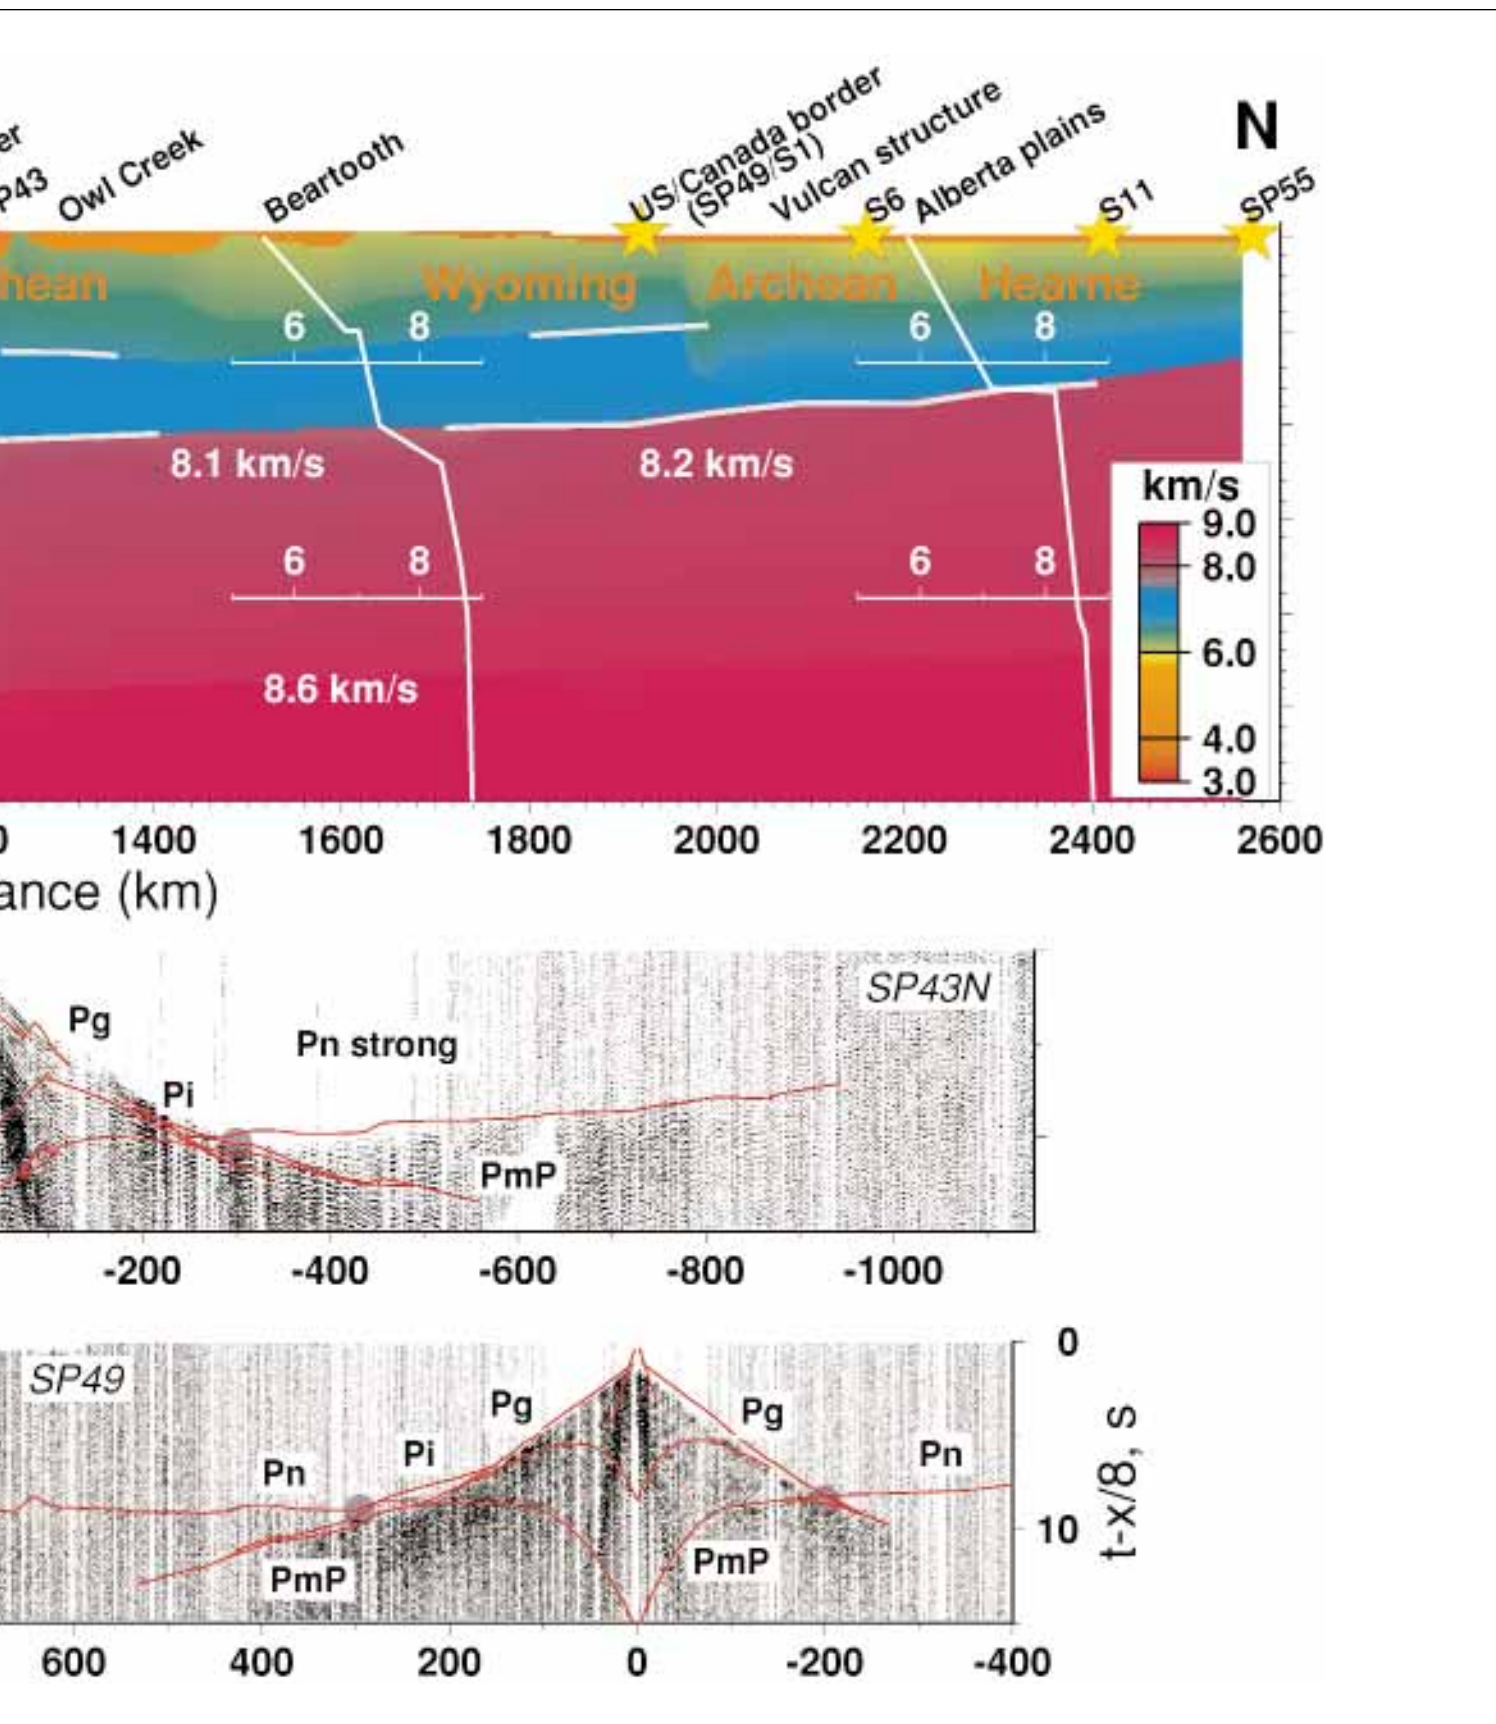 er
P43
Owl Creek
Beartooth
US/Canada border
(SP49/S1)
Vulcan structure
S6
Alberta plains
S11
SP55
N
hean
Wyoming
Archean
Hearne
6 8
6 8
8.1 km/s
8.2 km/s
6 8
6 8
8.6 km/s
km/s
9.0
8.0
6.0
4.0
3.0
0 1400 1600 1800 2000 2200 2400 2600
ance (km)
SP43N
Pg
Pn strong
Pi
PmP
-200 -400 -600 -800 -1000
SP49
Pg
Pg
Pi
Pn
Pn
PmP
PmP
0
10
t-x/8, s
600 400 200 0 -200 -400